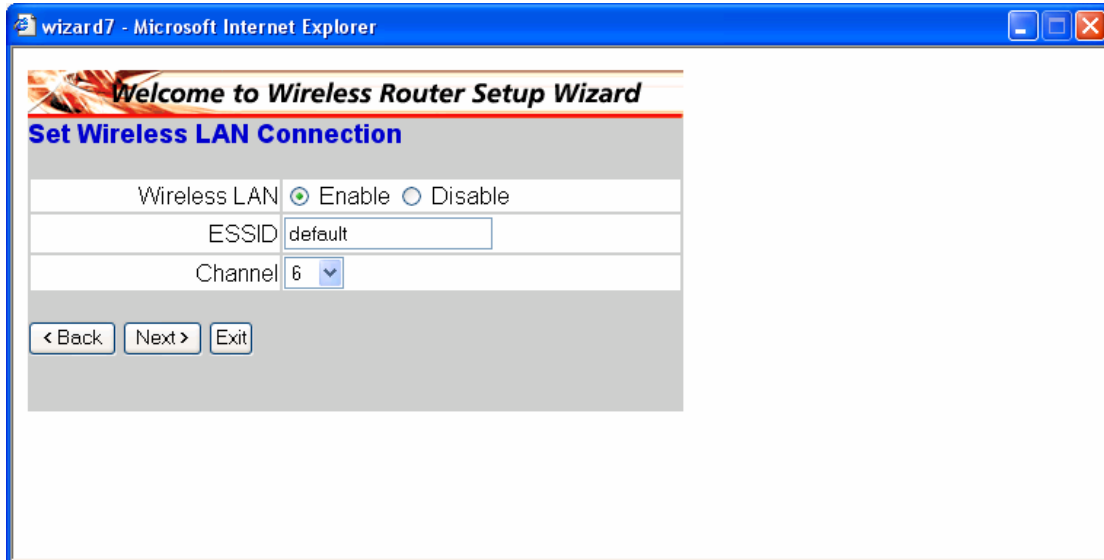 wizard7 - Microsoft Internet Explorer
Welcome to Wireless Router Setup Wizard
Set Wireless LAN Connection
Wireless LAN Enable Disable
ESSID default
Channel 6
< Back Next > Exit